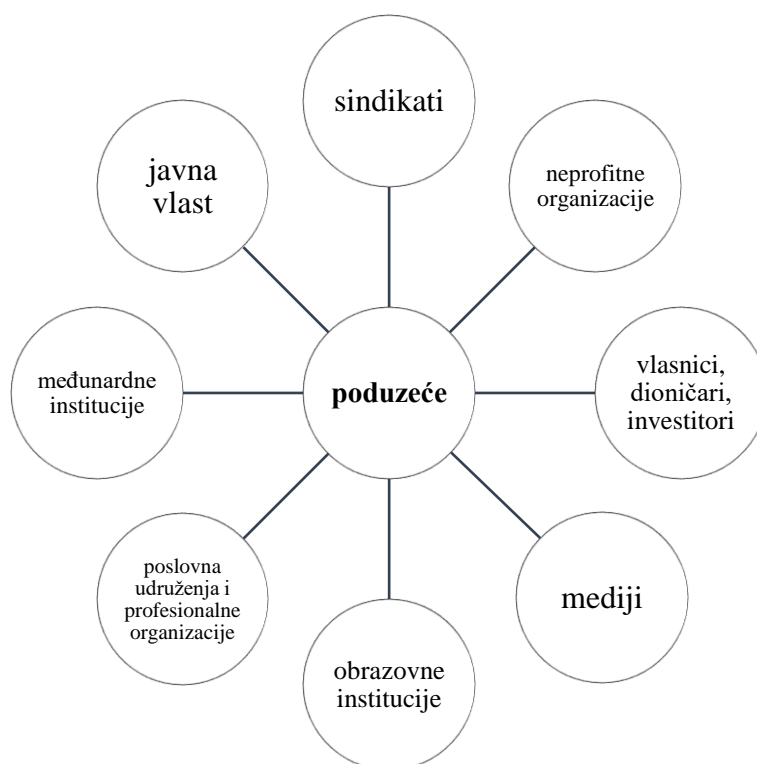 sindikati
javna
vlast
neprofitne
organizacije
međunardne
institucije
poduzeće
vlasnici,
dioničari,
investitori
poslovna
udruženja i
profesionalne
organizacije
mediji
obrazovne
institucije